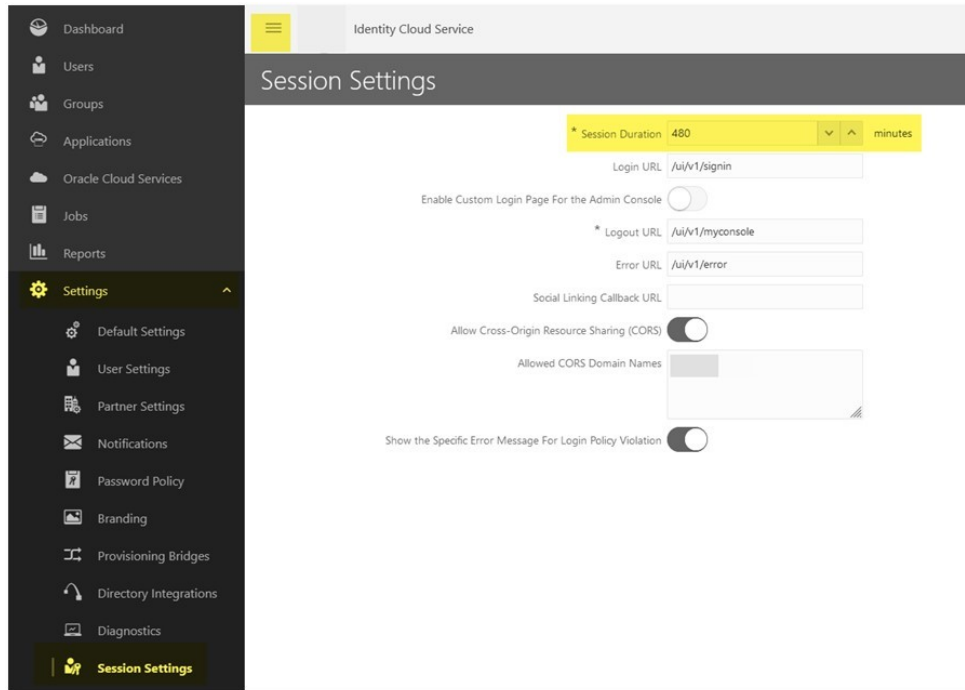 Dashboard
Users
Groups
Applications
Oracle Cloud Services
Jobs
Reports
Settings
Default Settings
User Settings
Partner Settings
Notifications
Password Policy
Branding
Provisioning Bridges
Directory Integrations
Diagnostics
Session Settings
Identity Cloud Service
Session Settings
* Session Duration 480 minutes
Login URL /ui/v1/signin
Enable Custom Login Page For the Admin Console
* Logout URL /ui/v1/myconsole
Error URL /ui/v1/error
Social Linking Callback URL
Allow Cross-Origin Resource Sharing (CORS)
Allowed CORS Domain Names
Show the Specific Error Message For Login Policy Violation